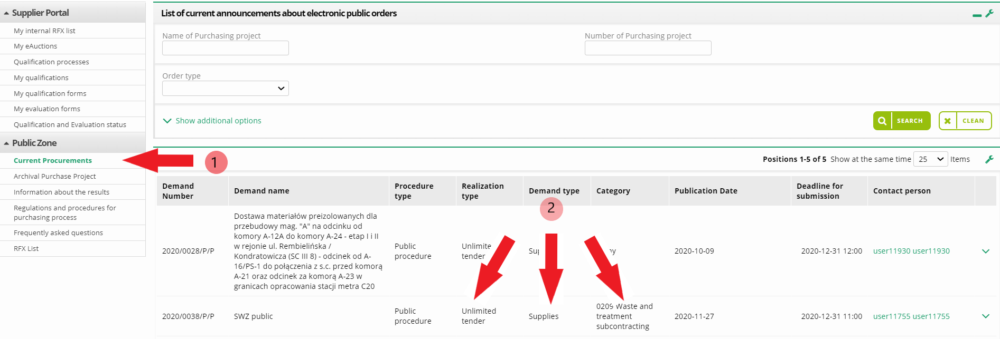 Supplier Portal
My internal RFX list
My eAuctions
Qualification processes
My qualifications
My qualification forms
My evaluation forms
Qualification and Evaluation status
Public Zone
Current Procurements
Archival Purchase Project
Information about the results
Regulations and procedures for
purchasing process
Frequently asked questions
RFX List
1
List of current announcements about electronic public orders
Name of Purchasing project
Number of Purchasing project
Order type
Show additional options
SEARCH
CLEAN
Positions 1-5 of 5 Show at the same time 25 Items
Demand
Number
Demand name
Procedure
type
Realization
type
Demand type
Category
Publication Date
Deadline for
submission
Contact person
2
2020/0028/P/P
Dostawa materiałów preizolowanych dla
przebudowy mag. "A" na odcinku od
komory A-12A do komory A-24 - etap I i II
w rejonie ul. Rembielińska /
Kondratowicza (SC III 8) - odcinek od A-
16/PS-1 do połączenia z s.c. przed komorą
A-21 oraz odcinek za komorą A-23 w
granicach opracowania stacji metra C20
Public
procedure
tender
2020-10-09
2020-12-31 12:00
user11930 user11930
2020/0038/P/P
SWZ public
Public
procedure
Unlimited
tender
Supplies
0209 Waste and
treatment
subcontracting
2020-11-27
2020-12-31 11:00
user11755 user11755